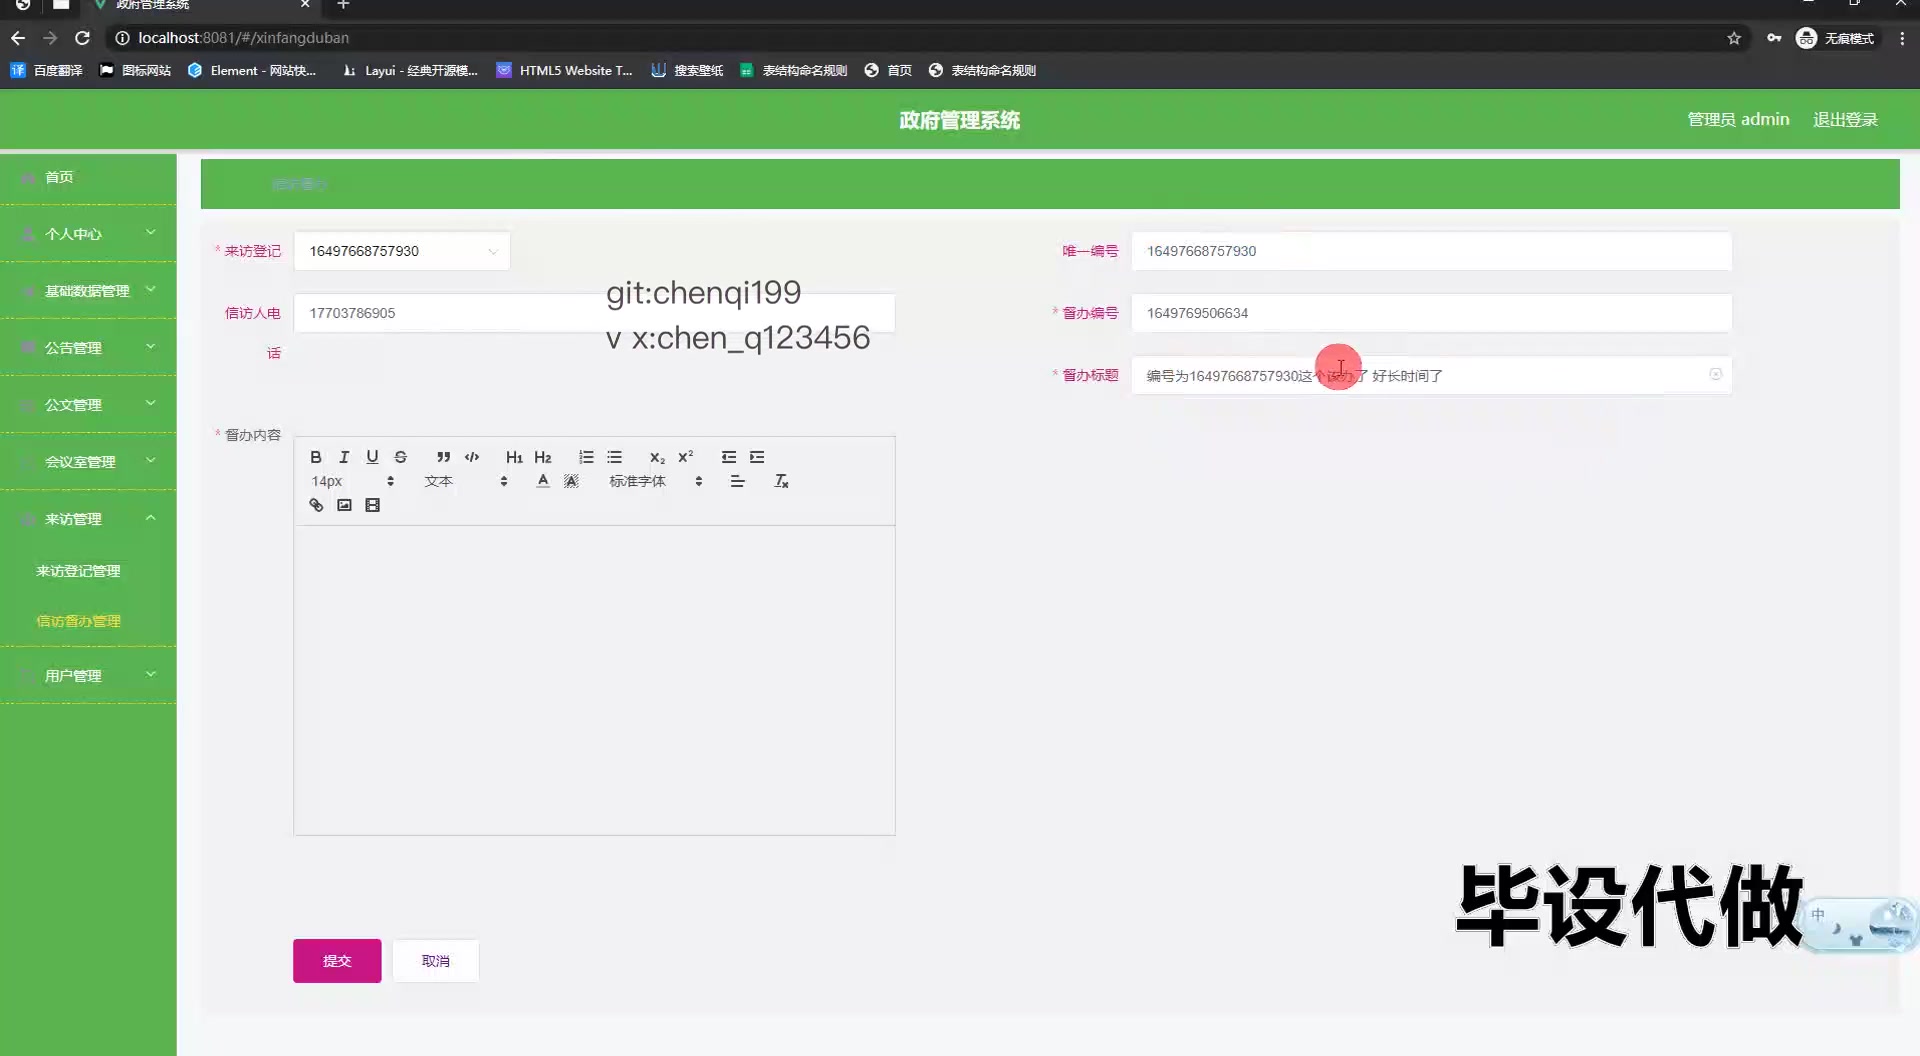 政府管理系统
localhost:8081/#/xinfangduban
无痕模式
百度翻译
图标网站
Element - 网站快...
Layui - 经典开源模...
HTML5 Website T...
搜索壁纸
表结构命名规则
首页
表结构命名规则
政府管理系统
管理员 admin
退出登录
首页
个人中心
基础数据管理
公告管理
公文管理
会议室管理
来访管理
来访登记管理
信访督办管理
用户管理
信访督办
* 来访登记
16497668757930
唯一编号
16497668757930
信访人电话
17703786905
* 督办编号
1649769506634
git:chenqi199
v x:chen_q123456
* 督办标题
编号为16497668757930这个该办了 好长时间了
* 督办内容
B I U S H1 H2 X2 X2
14px
文本
A A
标准字体
Tx
提交
取消
毕设代做
中